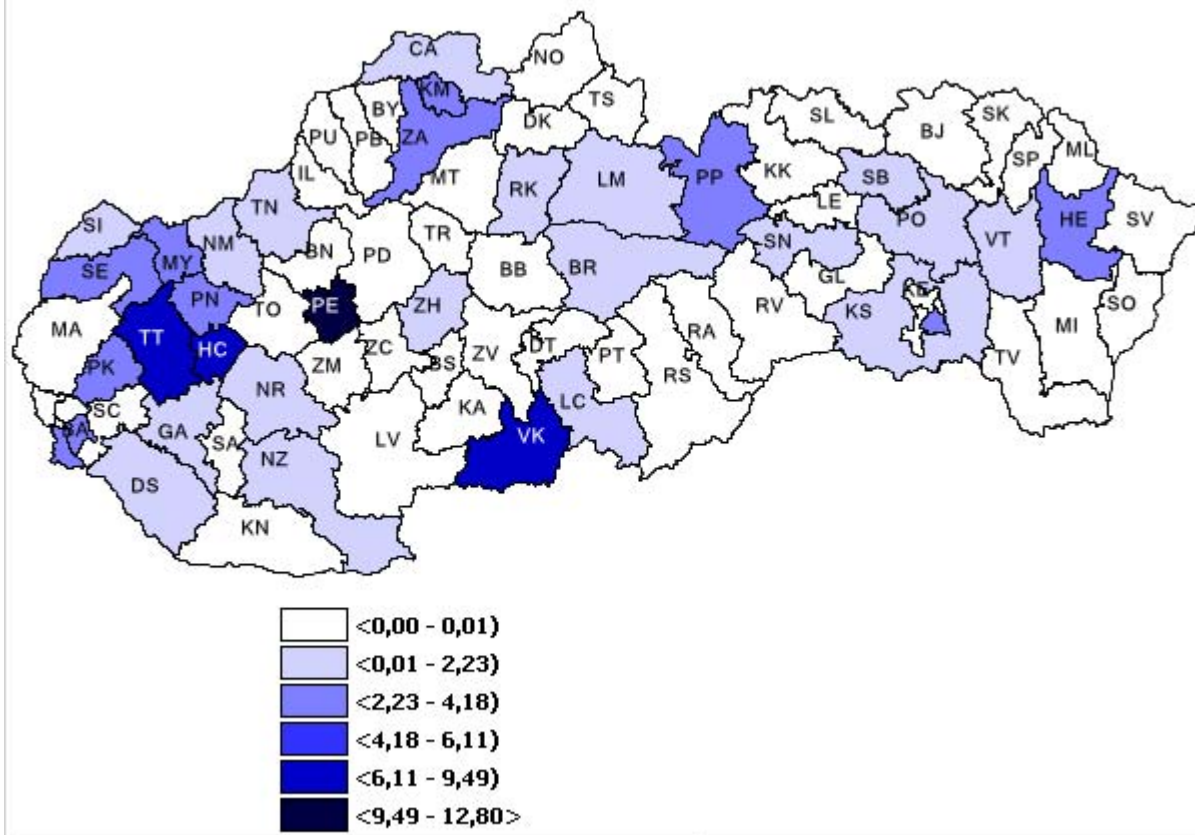 CA
NO
KM
BY
TS
PU
PB
ZA
DK
SL
BJ
SK
SP
ML
IL
MT
RK
LM
PP
KK
SB
LE
TN
SI
NM
BN
PD
TR
BB
BR
SN
PO
VT
HE
SV
SE
MY
PN
TO
PE
ZH
RV
GL
KE
KS
SO
MA
TT
HC
ZM
ZC
BS
ZV
DT
PT
RA
RS
MI
TV
PK
NR
SC
BA
GA
SA
NZ
LV
KA
VK
LC
DS
KN
<0,00 - 0,01)
<0,01 - 2,23)
<2,23 - 4,18)
<4,18 - 6,11)
<6,11 - 9,49)
<9,49 - 12,80>